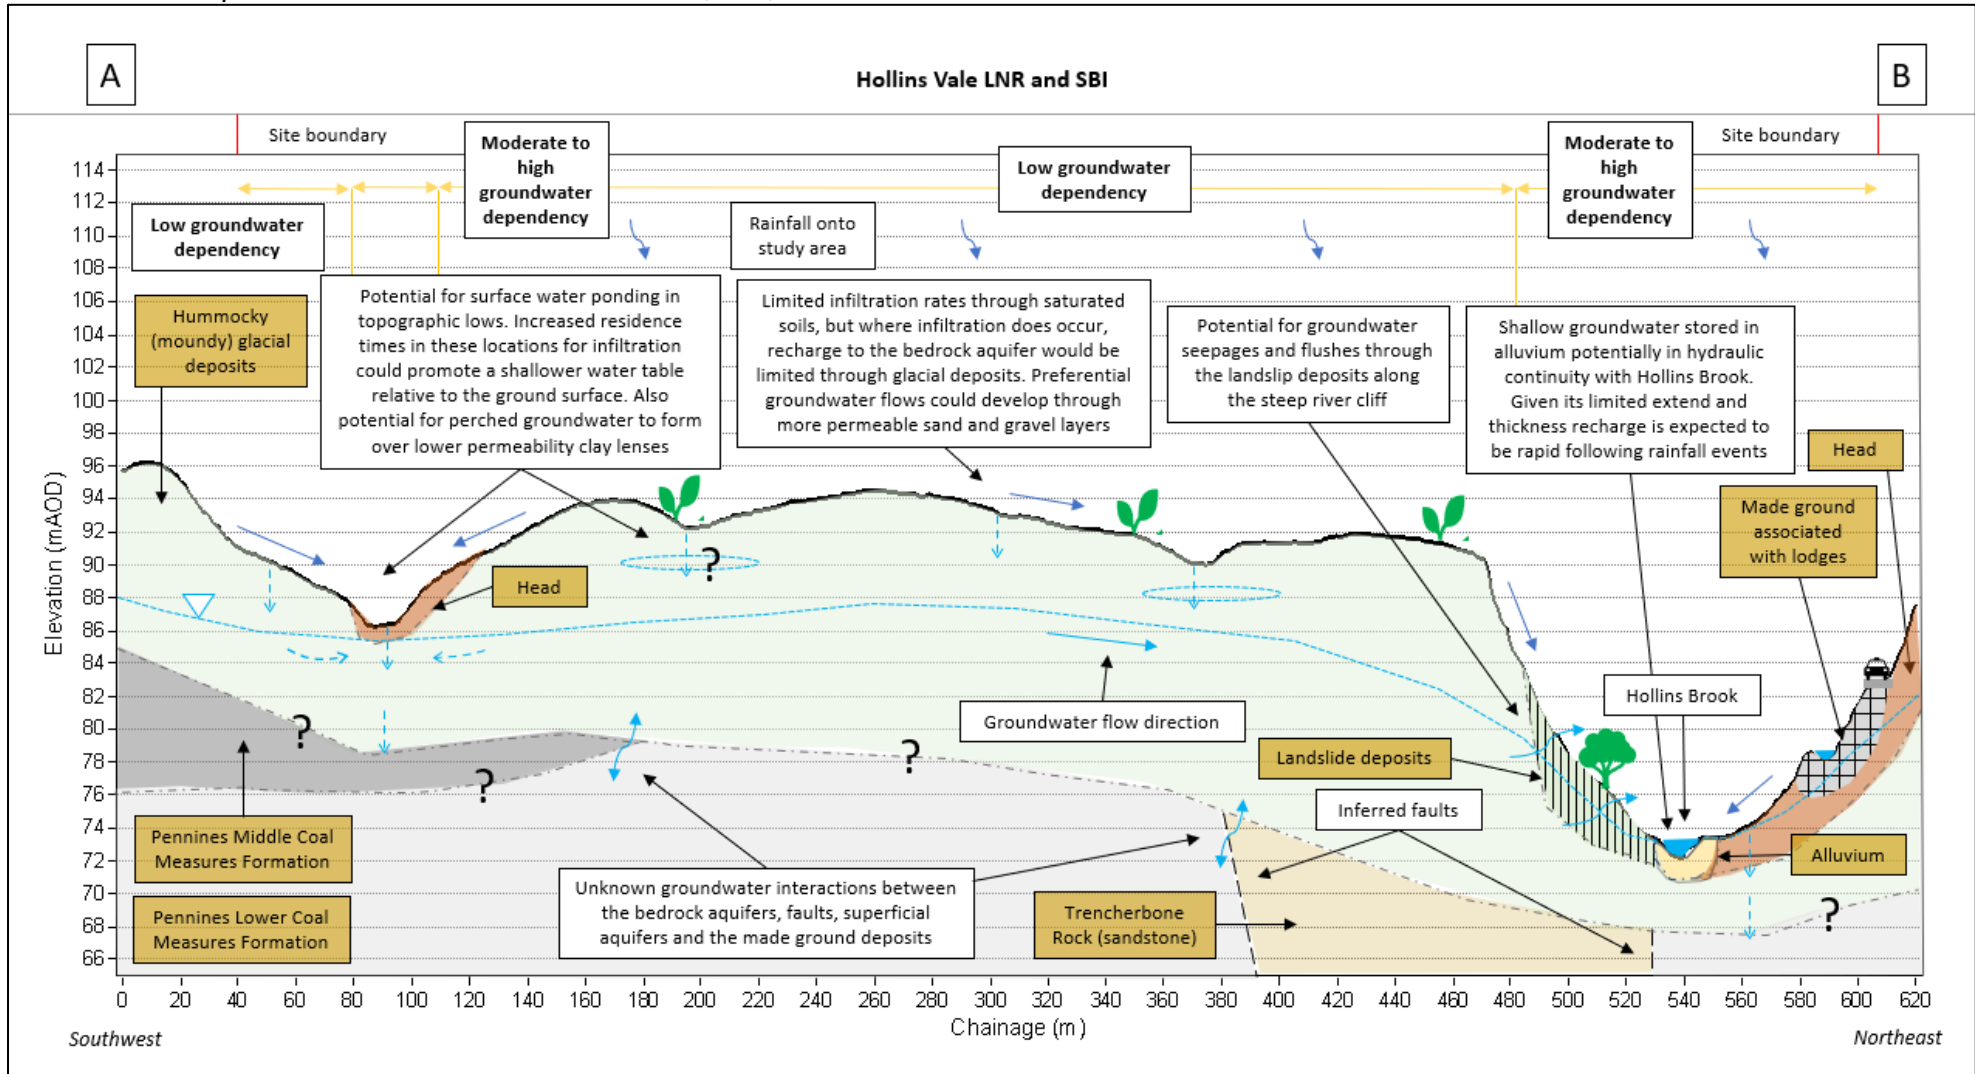 A
Hollins Vale LNR and SBI
B
Site boundary
Site boundary
Moderate to
high
groundwater
dependency
Low groundwater
dependency
Moderate to
high
groundwater
dependency
Low groundwater
dependency
Rainfall onto
study area
Hummocky
(moundy) glacial
deposits
Potential for surface water ponding in
topographic lows. Increased residence
times in these locations for infiltration
could promote a shallower water table
relative to the ground surface. Also
potential for perched groundwater to form
over lower permeability clay lenses
Limited infiltration rates through saturated
soils, but where infiltration does occur,
recharge to the bedrock aquifer would be
limited through glacial deposits. Preferential
groundwater flows could develop through
more permeable sand and gravel layers
Potential for groundwater
seepages and flushes through
the landslip deposits along
the steep river cliff
Shallow groundwater stored in
alluvium potentially in hydraulic
continuity with Hollins Brook.
Given its limited extend and
thickness recharge is expected to
be rapid following rainfall events
Head
Made ground
associated
with lodges
Head
?
Hollins Brook
Groundwater flow direction
Landslide deposits
Inferred faults
?
?
?
Pennines Middle Coal
Measures Formation
Pennines Lower Coal
Measures Formation
Unknown groundwater interactions between
the bedrock aquifers, faults, superficial
aquifers and the made ground deposits
Trencherbone
Rock (sandstone)
Alluvium
?
Elevation (mAOD)
114
112
110
108
106
104
102
100
98
96
94
92
90
88
86
84
82
80
78
76
74
72
70
68
66
0 20 40 60 80 100 120 140 160 180 200 220 240 260 280 300 320 340 360 380 400 420 440 460 480 500 520 540 560 580 600 620
Chainage (m)
Southwest
Northeast